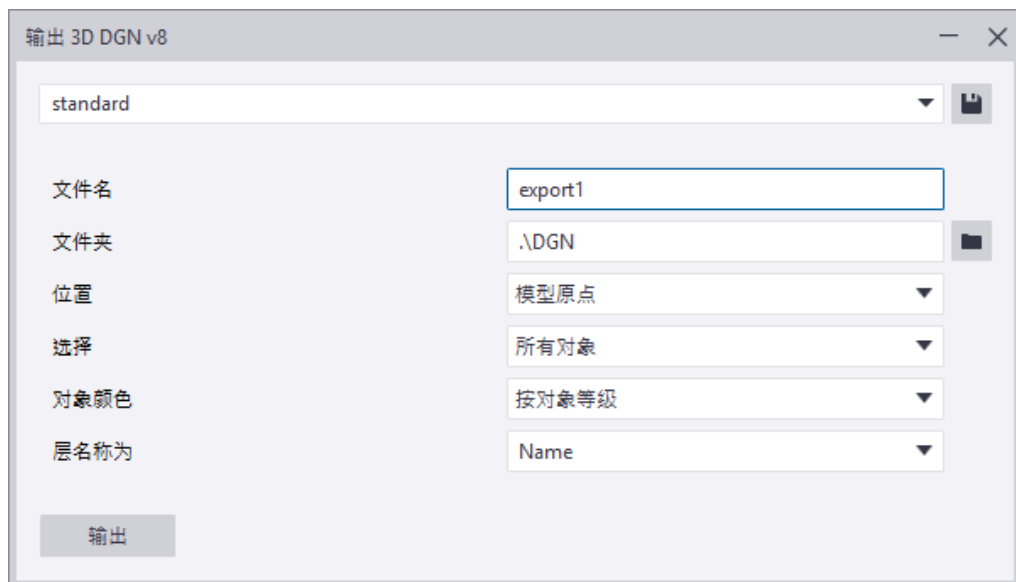 输出 3D DGN v8
standard
文件名 export1
文件夹 .\DGN
位置 模型原点
选择 所有对象
对象颜色 按对象等级
层名称为 Name
输出